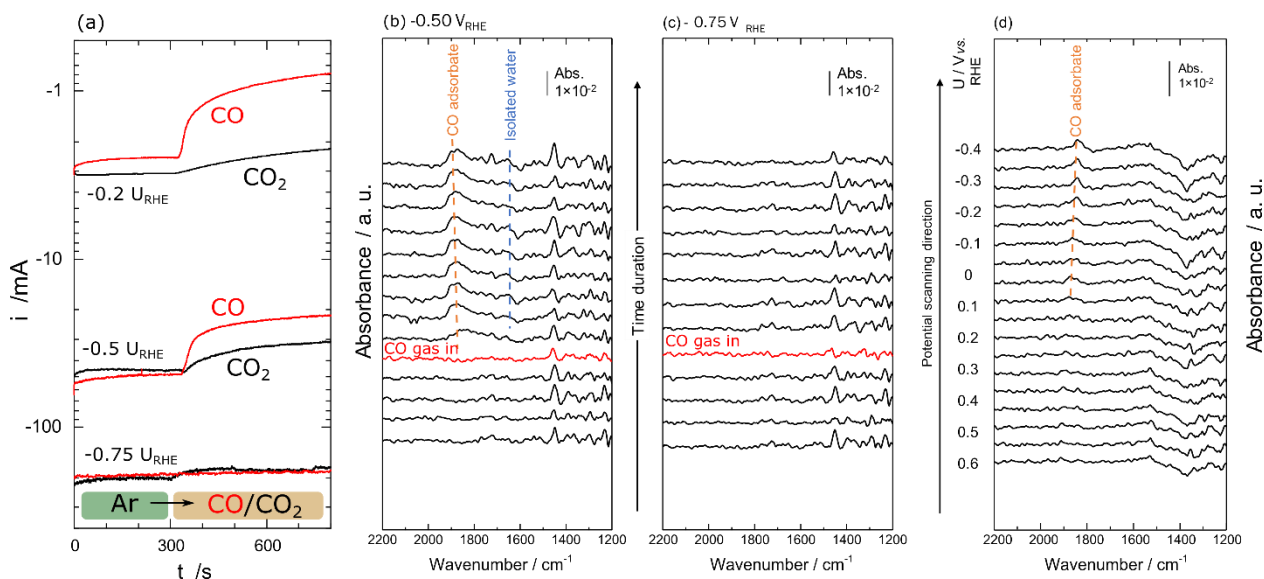 (a)
-1
-10
-100
i /mA
CO
CO2
-0.2 URHE
CO
-0.5 URHE
CO2
-0.75 URHE
Ar → CO/CO2
0
300
600
t /s
(b) -0.50 VRHE
Absorbance / a. u.
CO adsorbate
Isolated water
Abs.
1×10-2
CO gas in
2200 2000 1800 1600 1400 1200
Wavenumber / cm-1
Time duration
(c) - 0.75 V RHE
Abs.
1×10-2
CO gas in
2200 2000 1800 1600 1400 1200
Wavenumber / cm-1
Potential scanning direction
(d)
U / V vs.
RHE
CO adsorbate
Abs.
1×10-2
-0.4
-0.3
-0.2
-0.1
0
0.1
0.2
0.3
0.4
0.5
0.6
2200 2000 1800 1600 1400 1200
Wavenumber / cm-1
Absorbance / a. u.